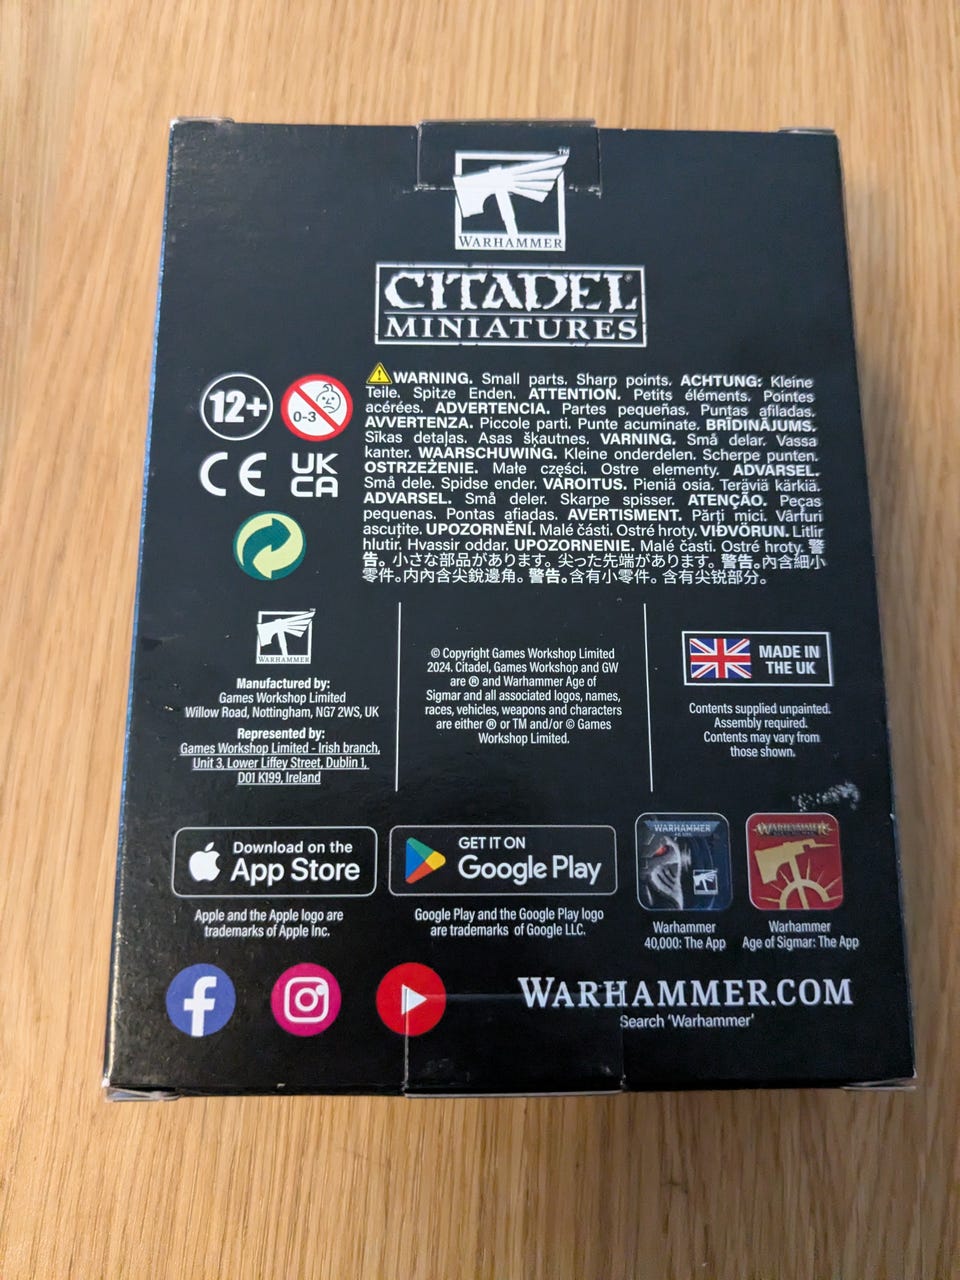 WARHAMMER
TM
CITADEL®
MINIATURES
12+
0-3
CE
UK
CA
WARNING. Small parts. Sharp points. ACHTUNG: Kleine
Teile. Spitze Enden. ATTENTION. Petits éléments. Pointes
acérées. ADVERTENCIA. Partes pequeñas. Puntas afiladas.
AVVERTENZA. Piccole parti. Punte acuminate. BRĪDINĀJUMS.
Sīkas detaļas. Asas šķautnes. VARNING. Små delar. Vassa
kanter. WAARSCHUWING. Kleine onderdelen. Scherpe punten.
OSTRZEŻENIE. Małe części. Ostre elementy. ADVARSEL.
Små dele. Spidse ender. VAROITUS. Pieniä osia. Teräviä kärkiä.
ADVARSEL. Små deler. Skarpe spisser. ATENÇÃO. Peças
pequenas. Pontas afiadas. AVERTISMENT. Părți mici. Vârfuri
ascuțite. UPOZORNĚNÍ. Malé části. Ostré hroty. VIÐVÖRUN. Litlir
hlutir. Hvassir oddar. UPOZORNENIE. Malé časti. Ostré hroty. 警
告。小さな部品があります。尖った先端があります。警告。內含細小
零件。内內含尖銳邊角。警告。含有小零件。含有尖锐部分。
WARHAMMER
Manufactured by:
Games Workshop Limited
Willow Road, Nottingham, NG7 2WS, UK
Represented by:
Games Workshop Limited - Irish branch,
Unit 3, Lower Liffey Street, Dublin 1,
D01 K199, Ireland
© Copyright Games Workshop Limited
2024. Citadel, Games Workshop and GW
are ® and Warhammer Age of
Sigmar and all associated logos, names,
races, vehicles, weapons and characters
are either ® or TM and/or © Games
Workshop Limited.
MADE IN
THE UK
Contents supplied unpainted.
Assembly required.
Contents may vary from
those shown.
Download on the
App Store
Apple and the Apple logo are
trademarks of Apple Inc.
GET IT ON
Google Play
Google Play and the Google Play logo
are trademarks of Google LLC.
WARHAMMER
Warhammer
40,000: The App
WARHAMMER
Warhammer
Age of Sigmar: The App
WARHAMMER.COM
Search 'Warhammer'